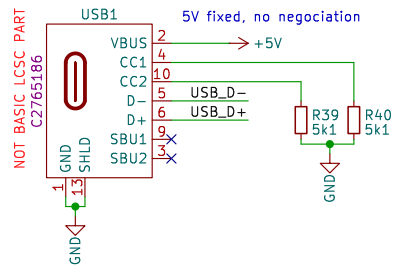 USB1
5V fixed, no negociation
NOT BASIC LCSC PART
C2765186
VBUS 2 +5V
CC1 4
CC2 10
D- 5 USB_D-
D+ 6 USB_D+
SBU1 9
SBU2 3
R39
5k1
R40
5k1
GND
SHLD
1
13
GND
GND